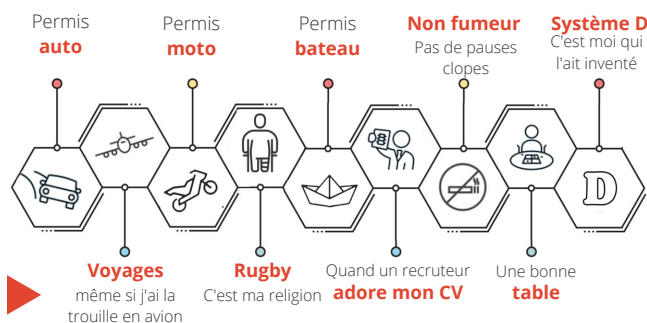 Permis
auto
Permis
moto
Permis
bateau
Non fumeur
Pas de pauses
clopes
Système D
C'est moi qui
l'ait inventé
D
Voyages
même si j'ai la
trouille en avion
Rugby
C'est ma religion
Quand un recruteur
adore mon CV
Une bonne
table